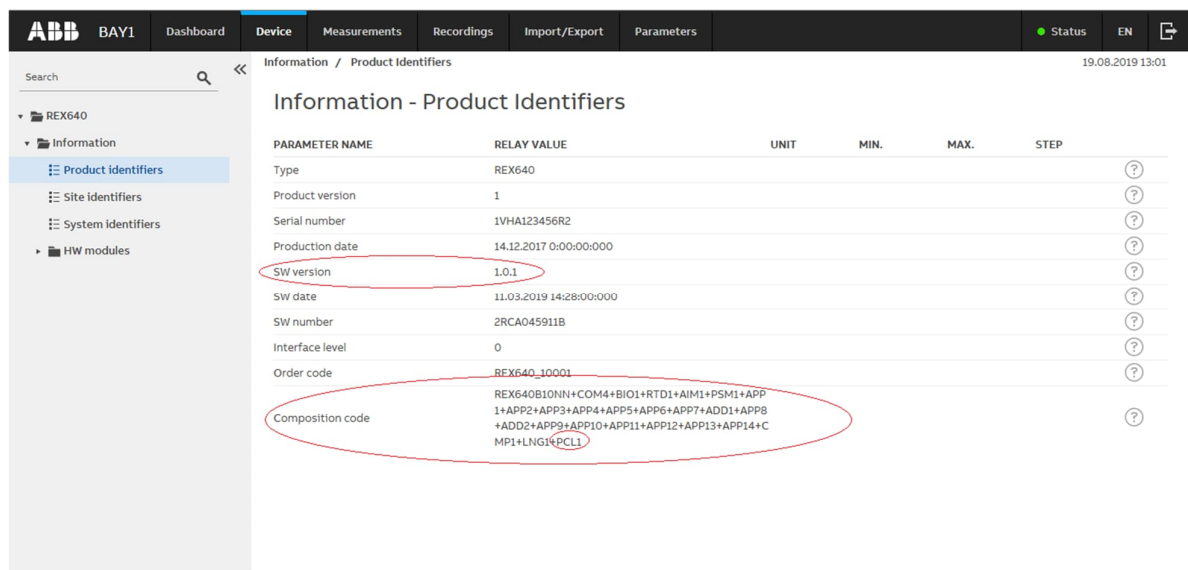 ABB BAY1 Dashboard Device Measurements Recordings Import/Export Parameters Status EN
Search
Information / Product Identifiers 19.08.2019 13:01
Information - Product Identifiers
REX640
Information
Product identifiers
Site identifiers
System identifiers
HW modules
PARAMETER NAME RELAY VALUE UNIT MIN. MAX. STEP
Type REX640 ?
Product version 1 ?
Serial number 1VHA123456R2 ?
Production date 14.12.2017 0:00:00:000 ?
SW version 1.0.1 ?
SW date 11.03.2019 14:28:00:000 ?
SW number 2RCA045911B ?
Interface level 0 ?
Order code REX640_10001 ?
Composition code ?
REX640B10NN+COM4+BIO1+RTD1+AIM1+PSM1+APP
1+APP2+APP3+APP4+APP5+APP6+APP7+ADD1+APP8
+ADD2+APP9+APP10+APP11+APP12+APP13+APP14+C
MP1+LNG1+PCL1